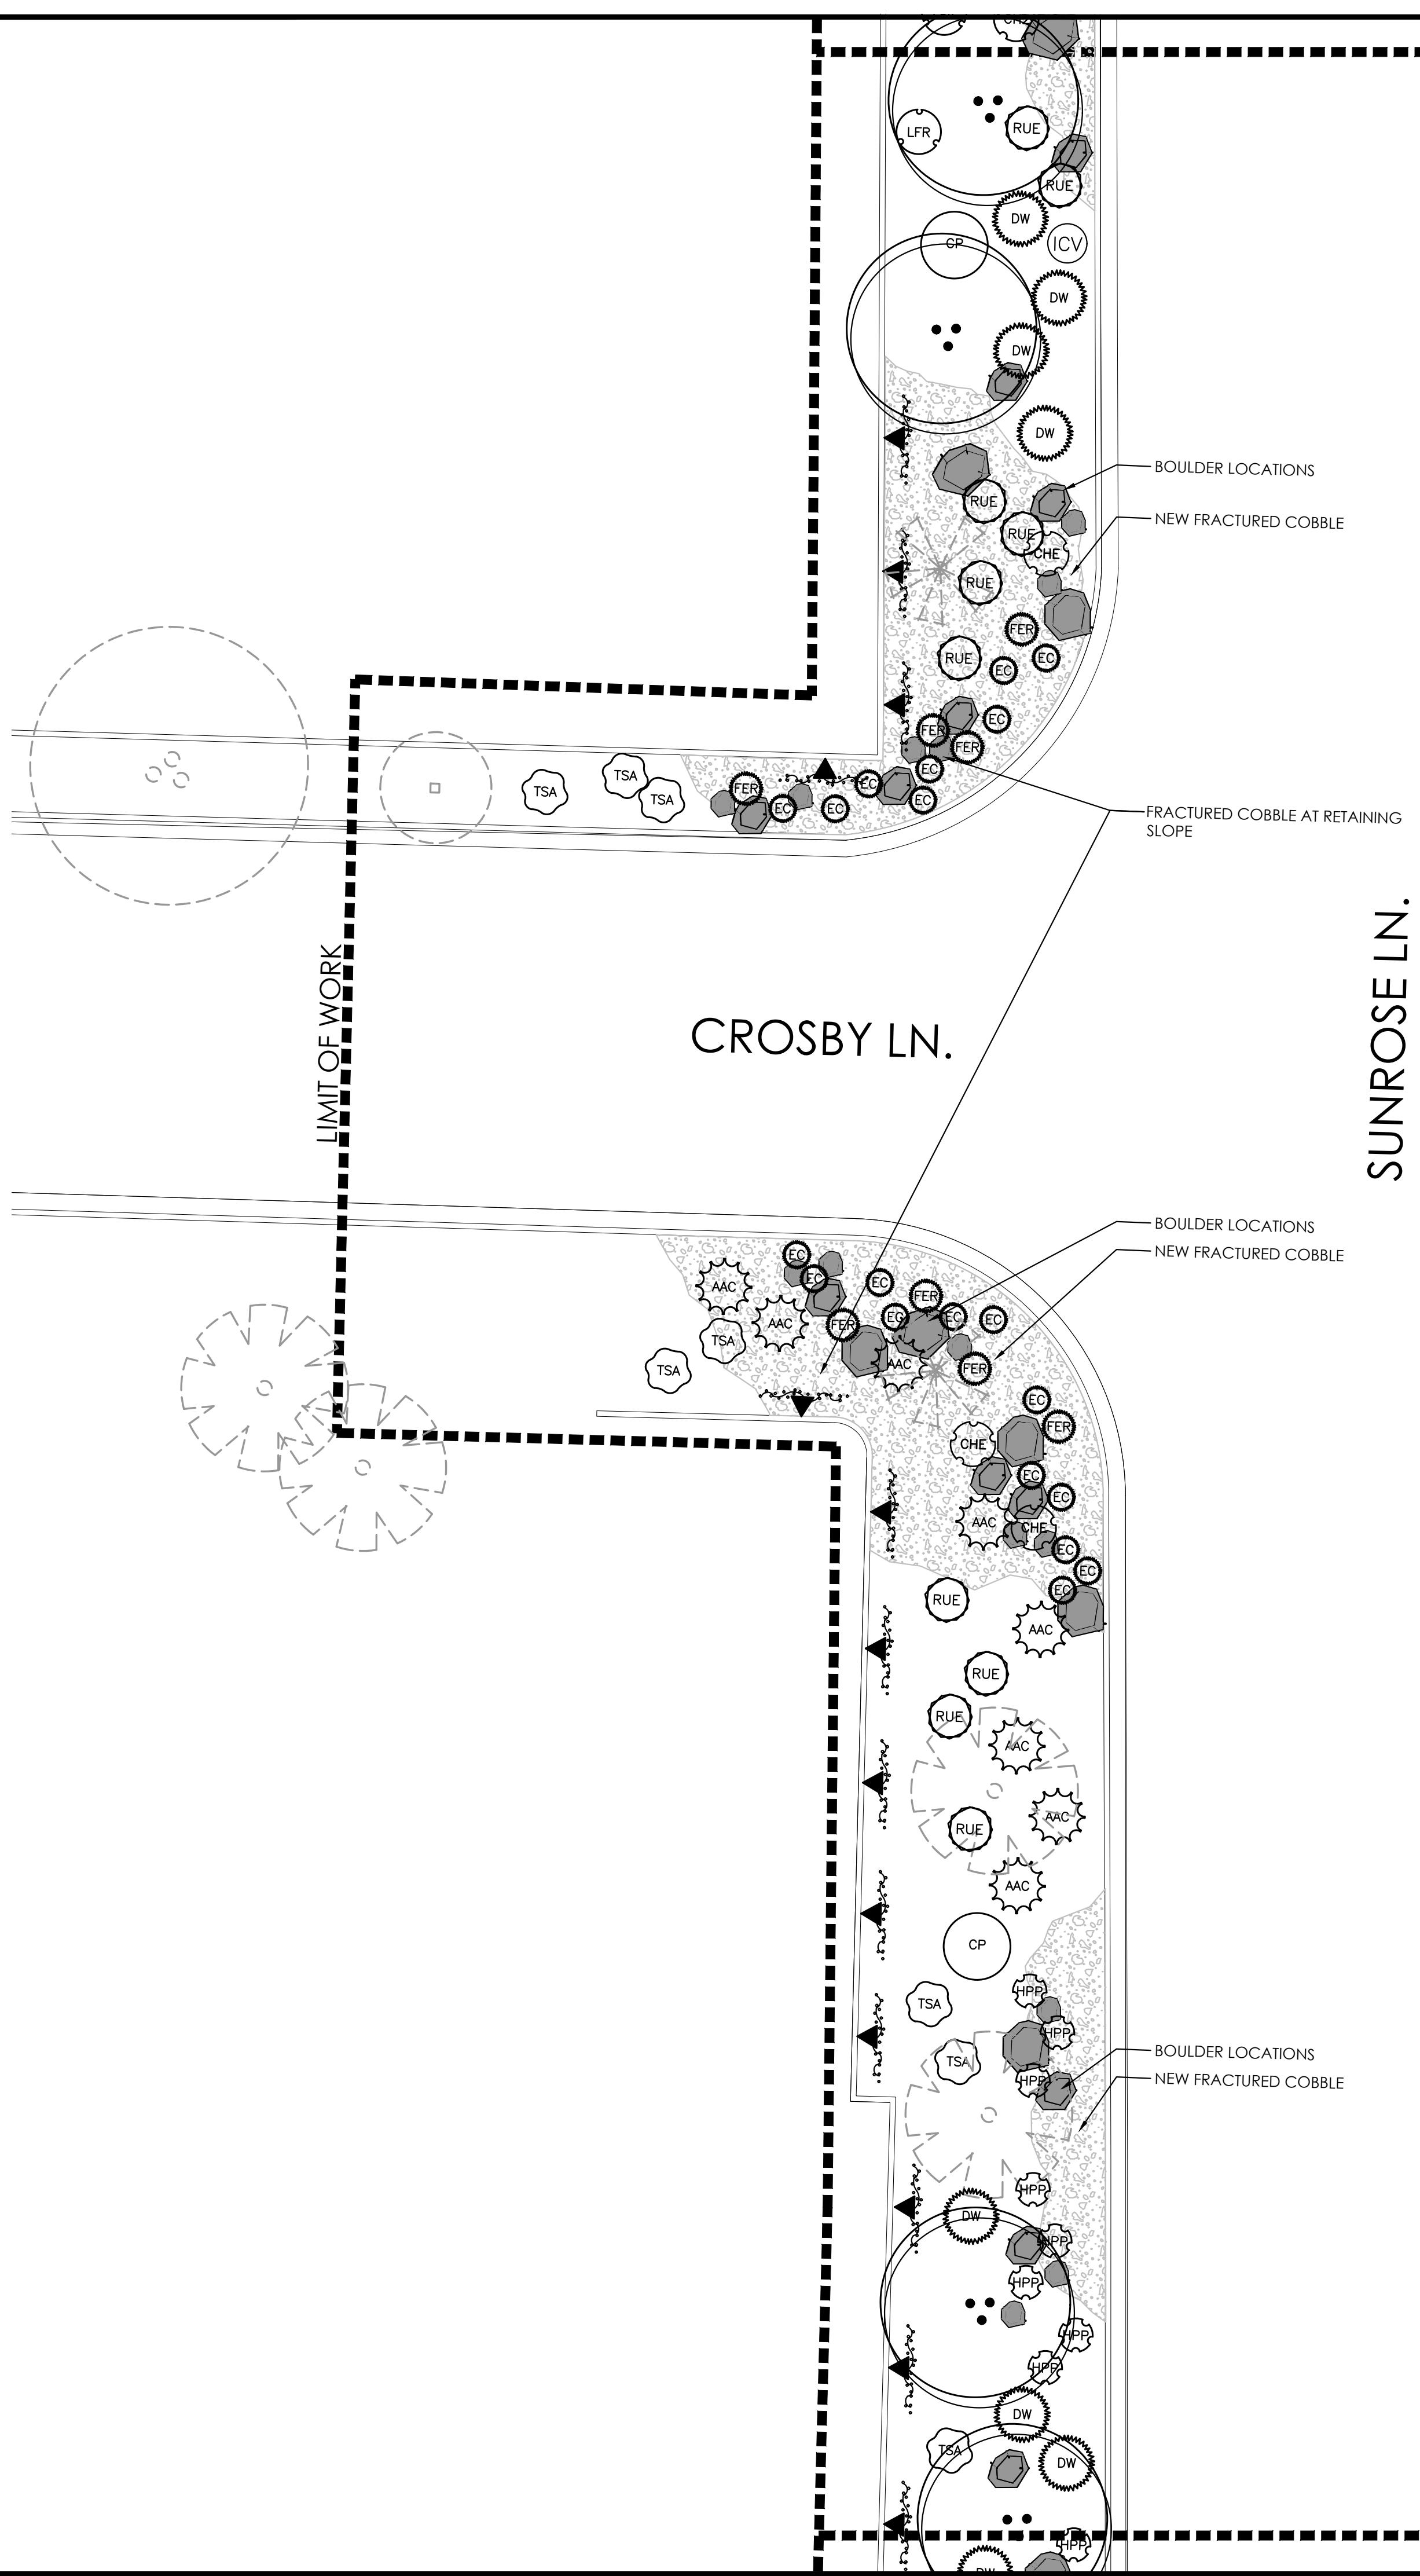 LFR
RUE
RUE
DW
CP
ICV
DW
DW
DW
BOULDER LOCATIONS
RUE
NEW FRACTURED COBBLE
RUE
CHE
RUE
FER
RUE
EC
EC
EC
FER
FER
EC
TSA
TSA
TSA
FER
EC
EC
EC
EC
FRACTURED COBBLE AT RETAINING
SLOPE
SUNROSE LN.
LIMIT OF WORK
CROSBY LN.
BOULDER LOCATIONS
NEW FRACTURED COBBLE
EC
EC
EC
AAC
FER
AAC
FER
EC
EC
EC
TSA
TSA
AAC
FER
EC
FER
CHE
EC
EC
AAC
CHE
EC
EC
EC
RUE
AAC
RUE
RUE
AAC
AAC
RUE
AAC
CP
HPP
TSA
HPP
BOULDER LOCATIONS
TSA
HPP
NEW FRACTURED COBBLE
HPP
DW
HPP
HPP
HPP
HPP
DW
TSA
DW
HPP
DW